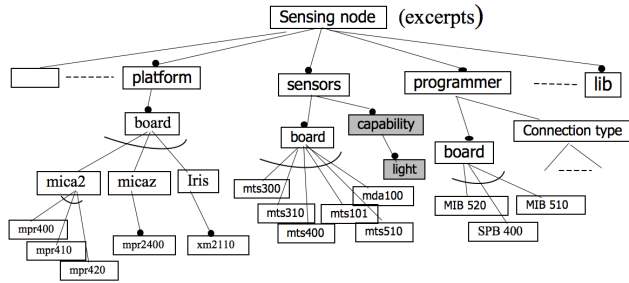 Sensing node (excerpts)
platform
sensors
programmer
lib
board
board
capability
light
board
Connection type
mica2
micaz
Iris
mpr400
mpr410
mpr420
mpr2400
xm2110
mts300
mts310
mts400
mts101
mda100
mts510
MIB 520
SPB 400
MIB 510